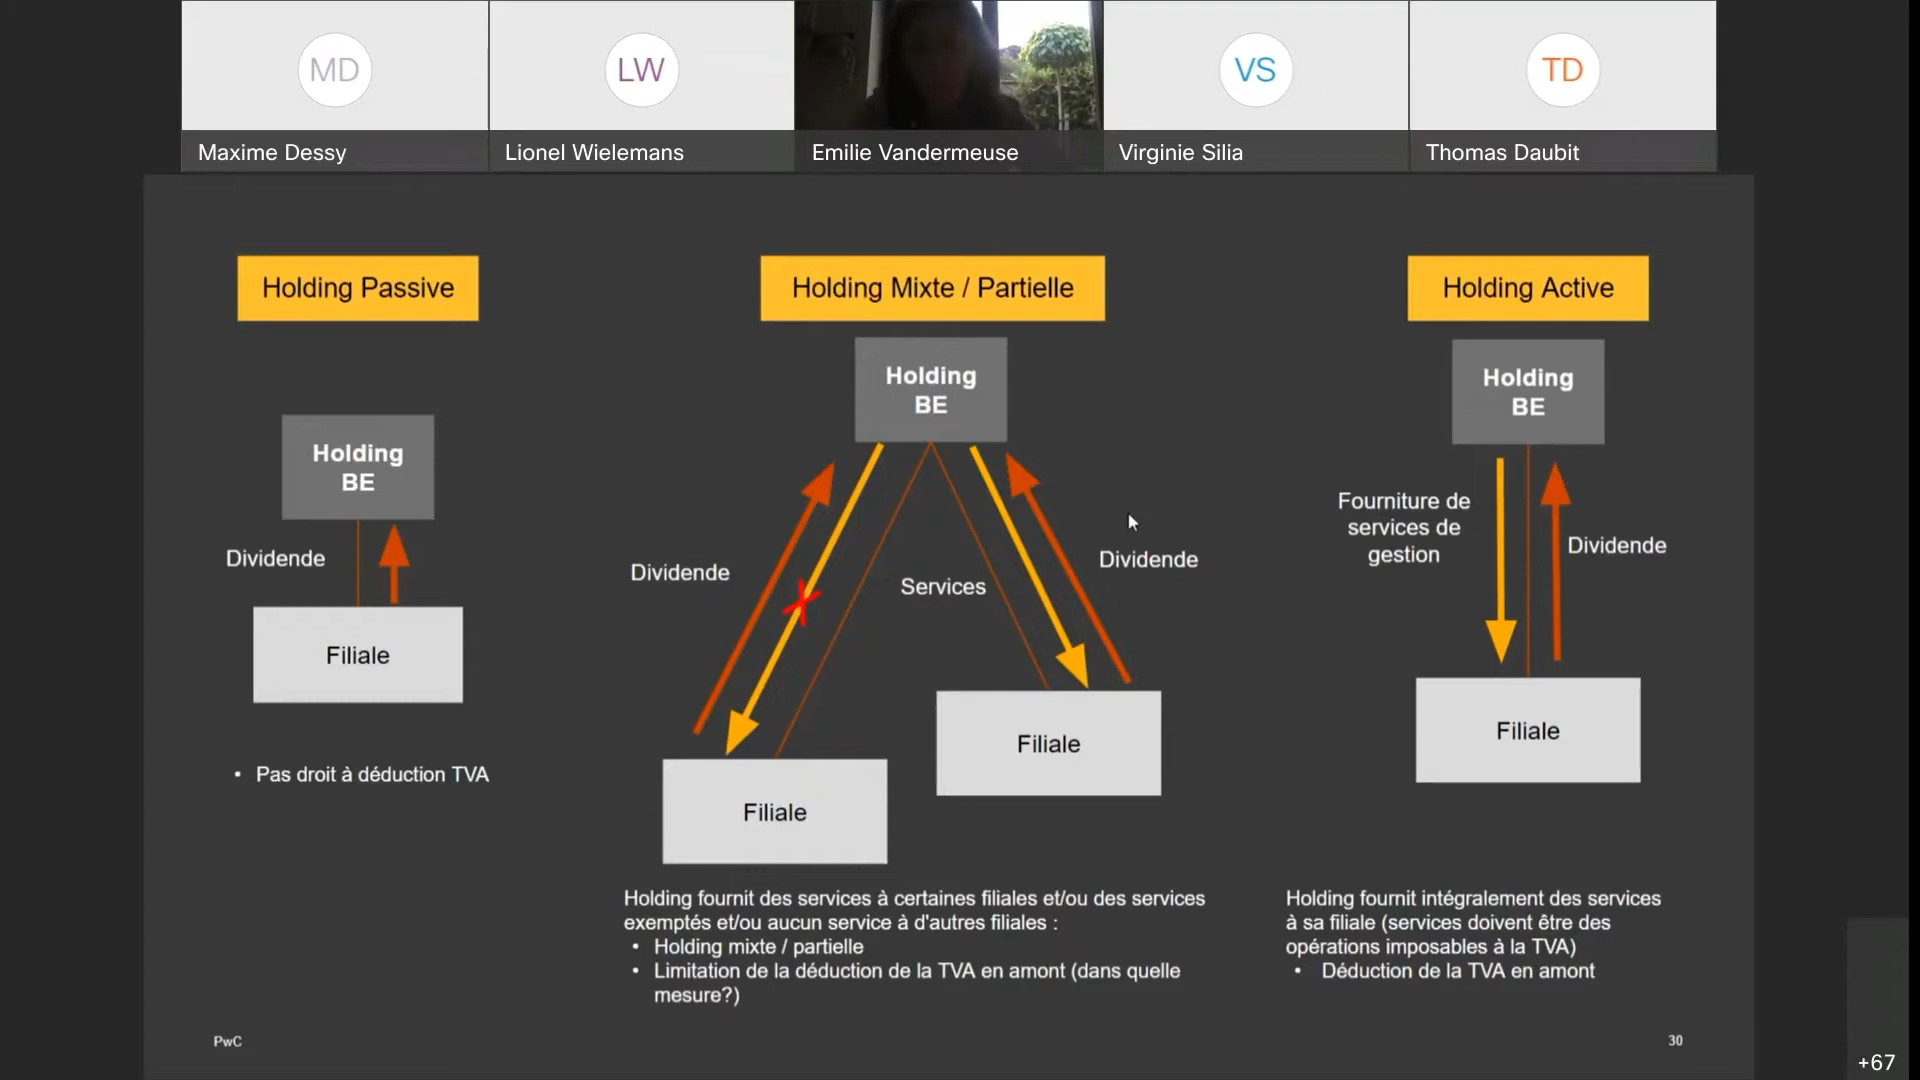 MD
LW
VS
TD
Maxime Dessy
Lionel Wielemans
Emilie Vandermeuse
Virginie Silia
Thomas Daubit
Holding Passive
Holding
BE
Dividende
Filiale
• Pas droit à déduction TVA
Holding Mixte / Partielle
Holding
BE
Dividende
Services
Dividende
Filiale
Filiale
Holding fournit des services à certaines filiales et/ou des services
exemptés et/ou aucun service à d'autres filiales :
• Holding mixte / partielle
• Limitation de la déduction de la TVA en amont (dans quelle
mesure?)
Holding Active
Holding
BE
Fourniture de
services de
gestion
Dividende
Filiale
Holding fournit intégralement des services
à sa filiale (services doivent être des
opérations imposables à la TVA)
• Déduction de la TVA en amont
PwC
30
+67